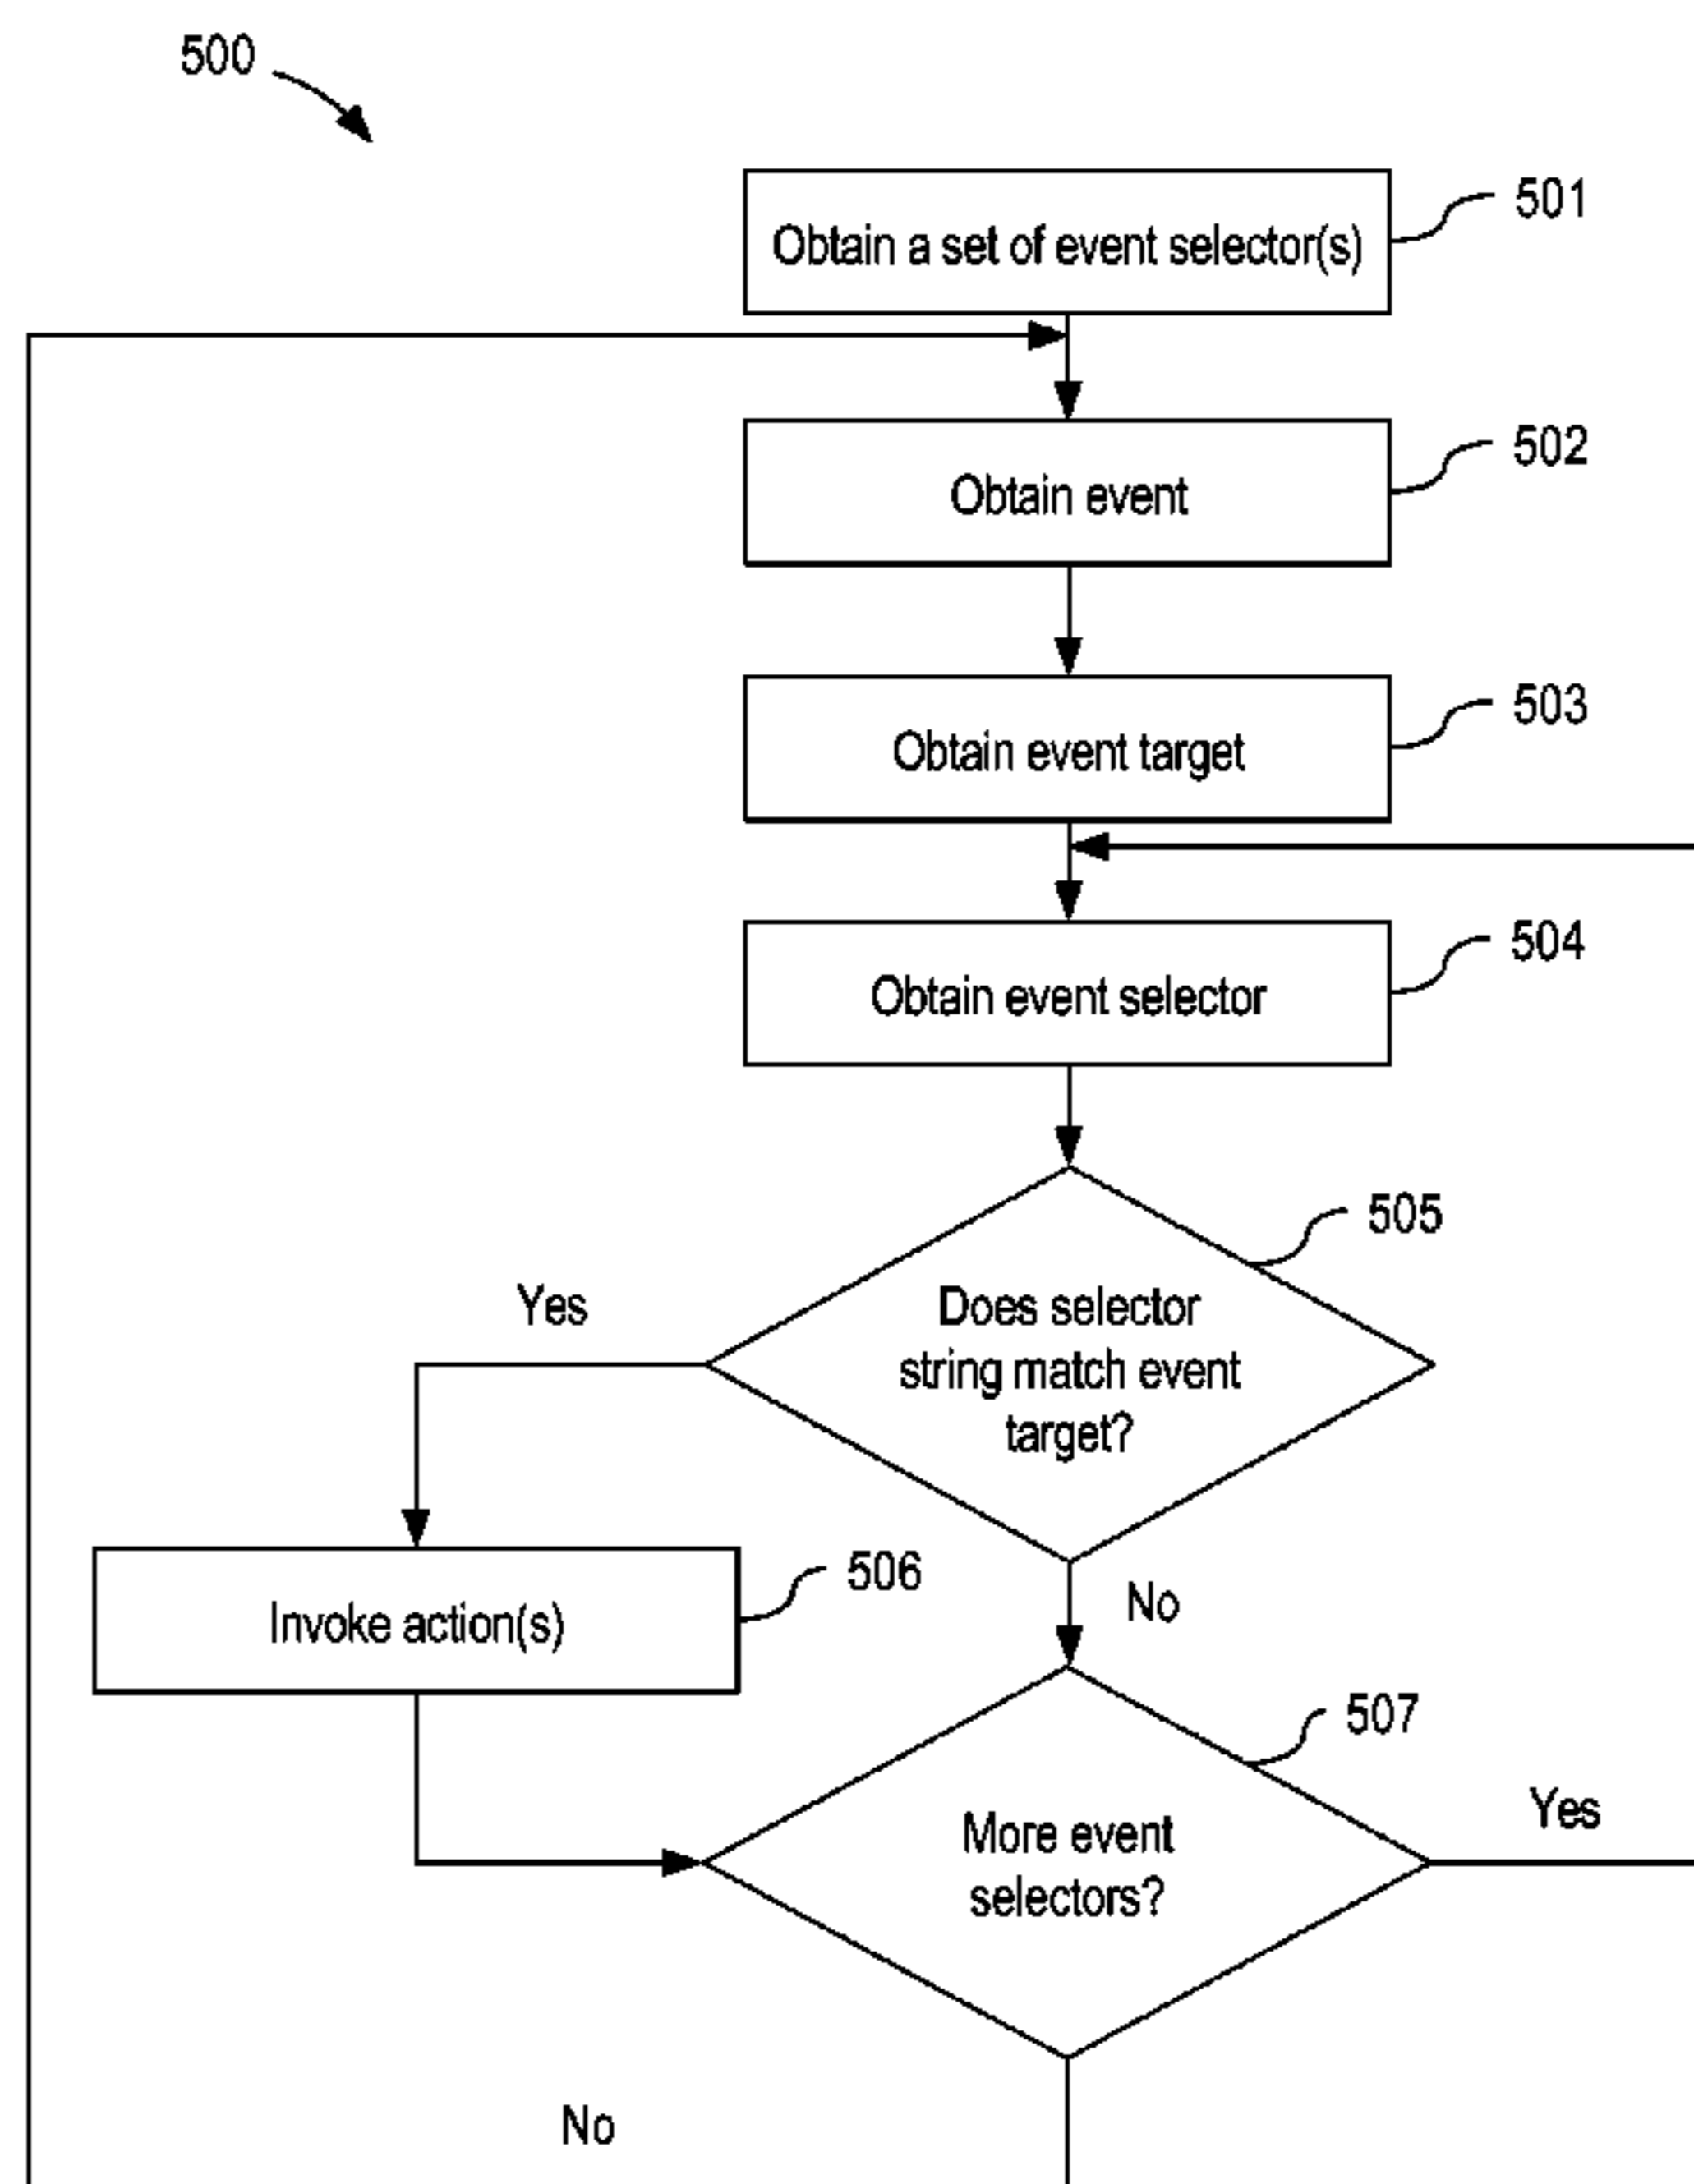 500
Obtain a set of event selector(s)
501
Obtain event
502
Obtain event target
503
Obtain event selector
504
Does selector
string match event
target?
505
Yes
No
Invoke action(s)
506
More event
selectors?
507
Yes
No